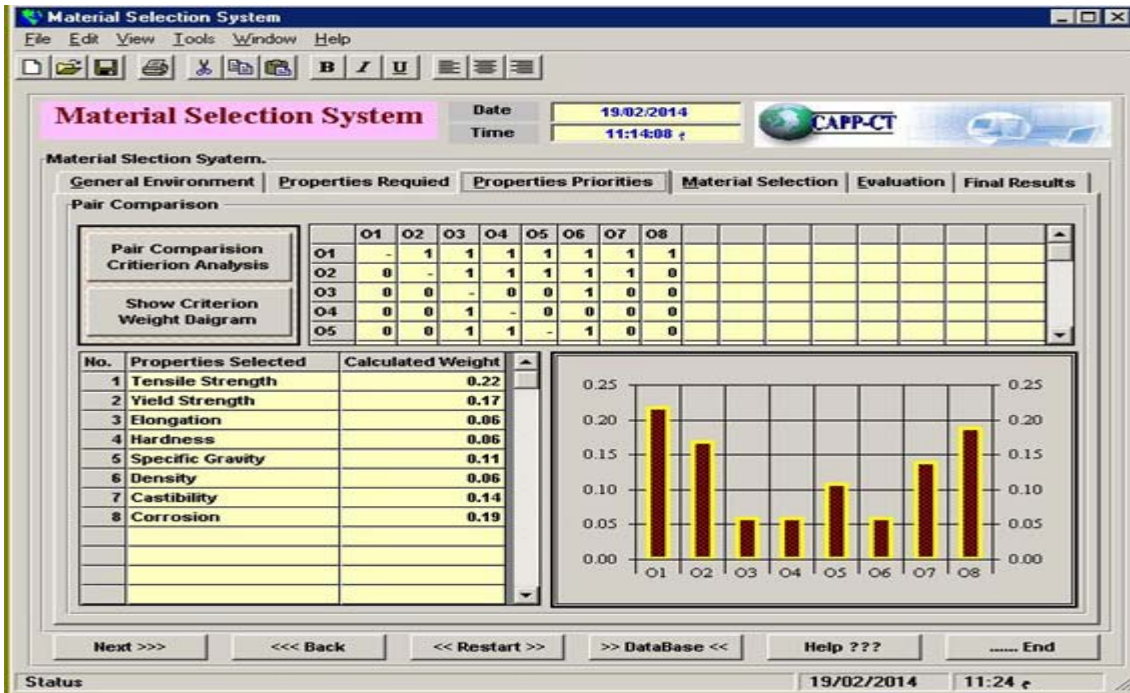 Material Selection System
File Edit View Tools Window Help
B I U
Material Selection System
Date 19/02/2014
Time 11:14:08 ع
CAPP-CT
Material Slection Syatem.
General Environment Properties Requied Properties Priorities Material Selection Evaluation Final Results
Pair Comparison
Pair Comparision
Critierion Analysis
Show Criterion
Weight Daigram
O1 O2 O3 O4 O5 O6 O7 O8
O1 - 1 1 1 1 1 1 1
O2 0 - 1 1 1 1 1 0
O3 0 0 - 0 0 1 0 0
O4 0 0 1 - 0 0 0 0
O5 0 0 1 1 - 1 0 0
No. Properties Selected Calculated Weight
1 Tensile Strength 0.22
2 Yield Strength 0.17
3 Elongation 0.06
4 Hardness 0.06
5 Specific Gravity 0.11
6 Density 0.06
7 Castibility 0.14
8 Corrosion 0.19
0.25 0.25
0.20 0.20
0.15 0.15
0.10 0.10
0.05 0.05
0.00 0.00
O1 O2 O3 O4 O5 O6 O7 O8
Next >>> <<< Back << Restart >> >> DataBase << Help ??? ...... End
Status 19/02/2014 11:24 ع